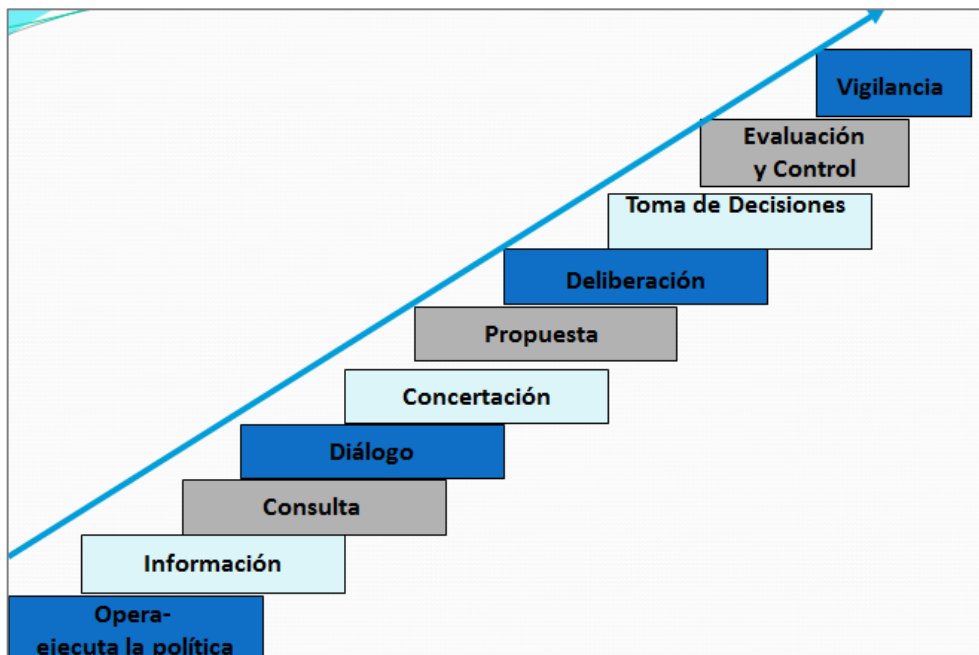 Vigilancia
Evaluación
y Control
Toma de Decisiones
Deliberación
Propuesta
Concertación
Diálogo
Consulta
Información
Opera-
ejecuta la política